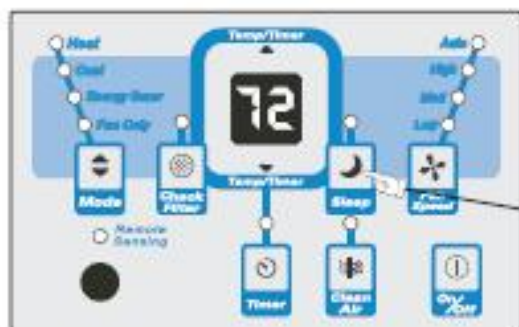 Heat
Temp/Timer
Auto
Cool
High
Energy Saver
Med
Fan Only
Low
72
Mode
Check
Filter
Temp/Timer
Sleep
Fan
Speed
Remote
Sensing
Timer
Clean
Air
On/Off